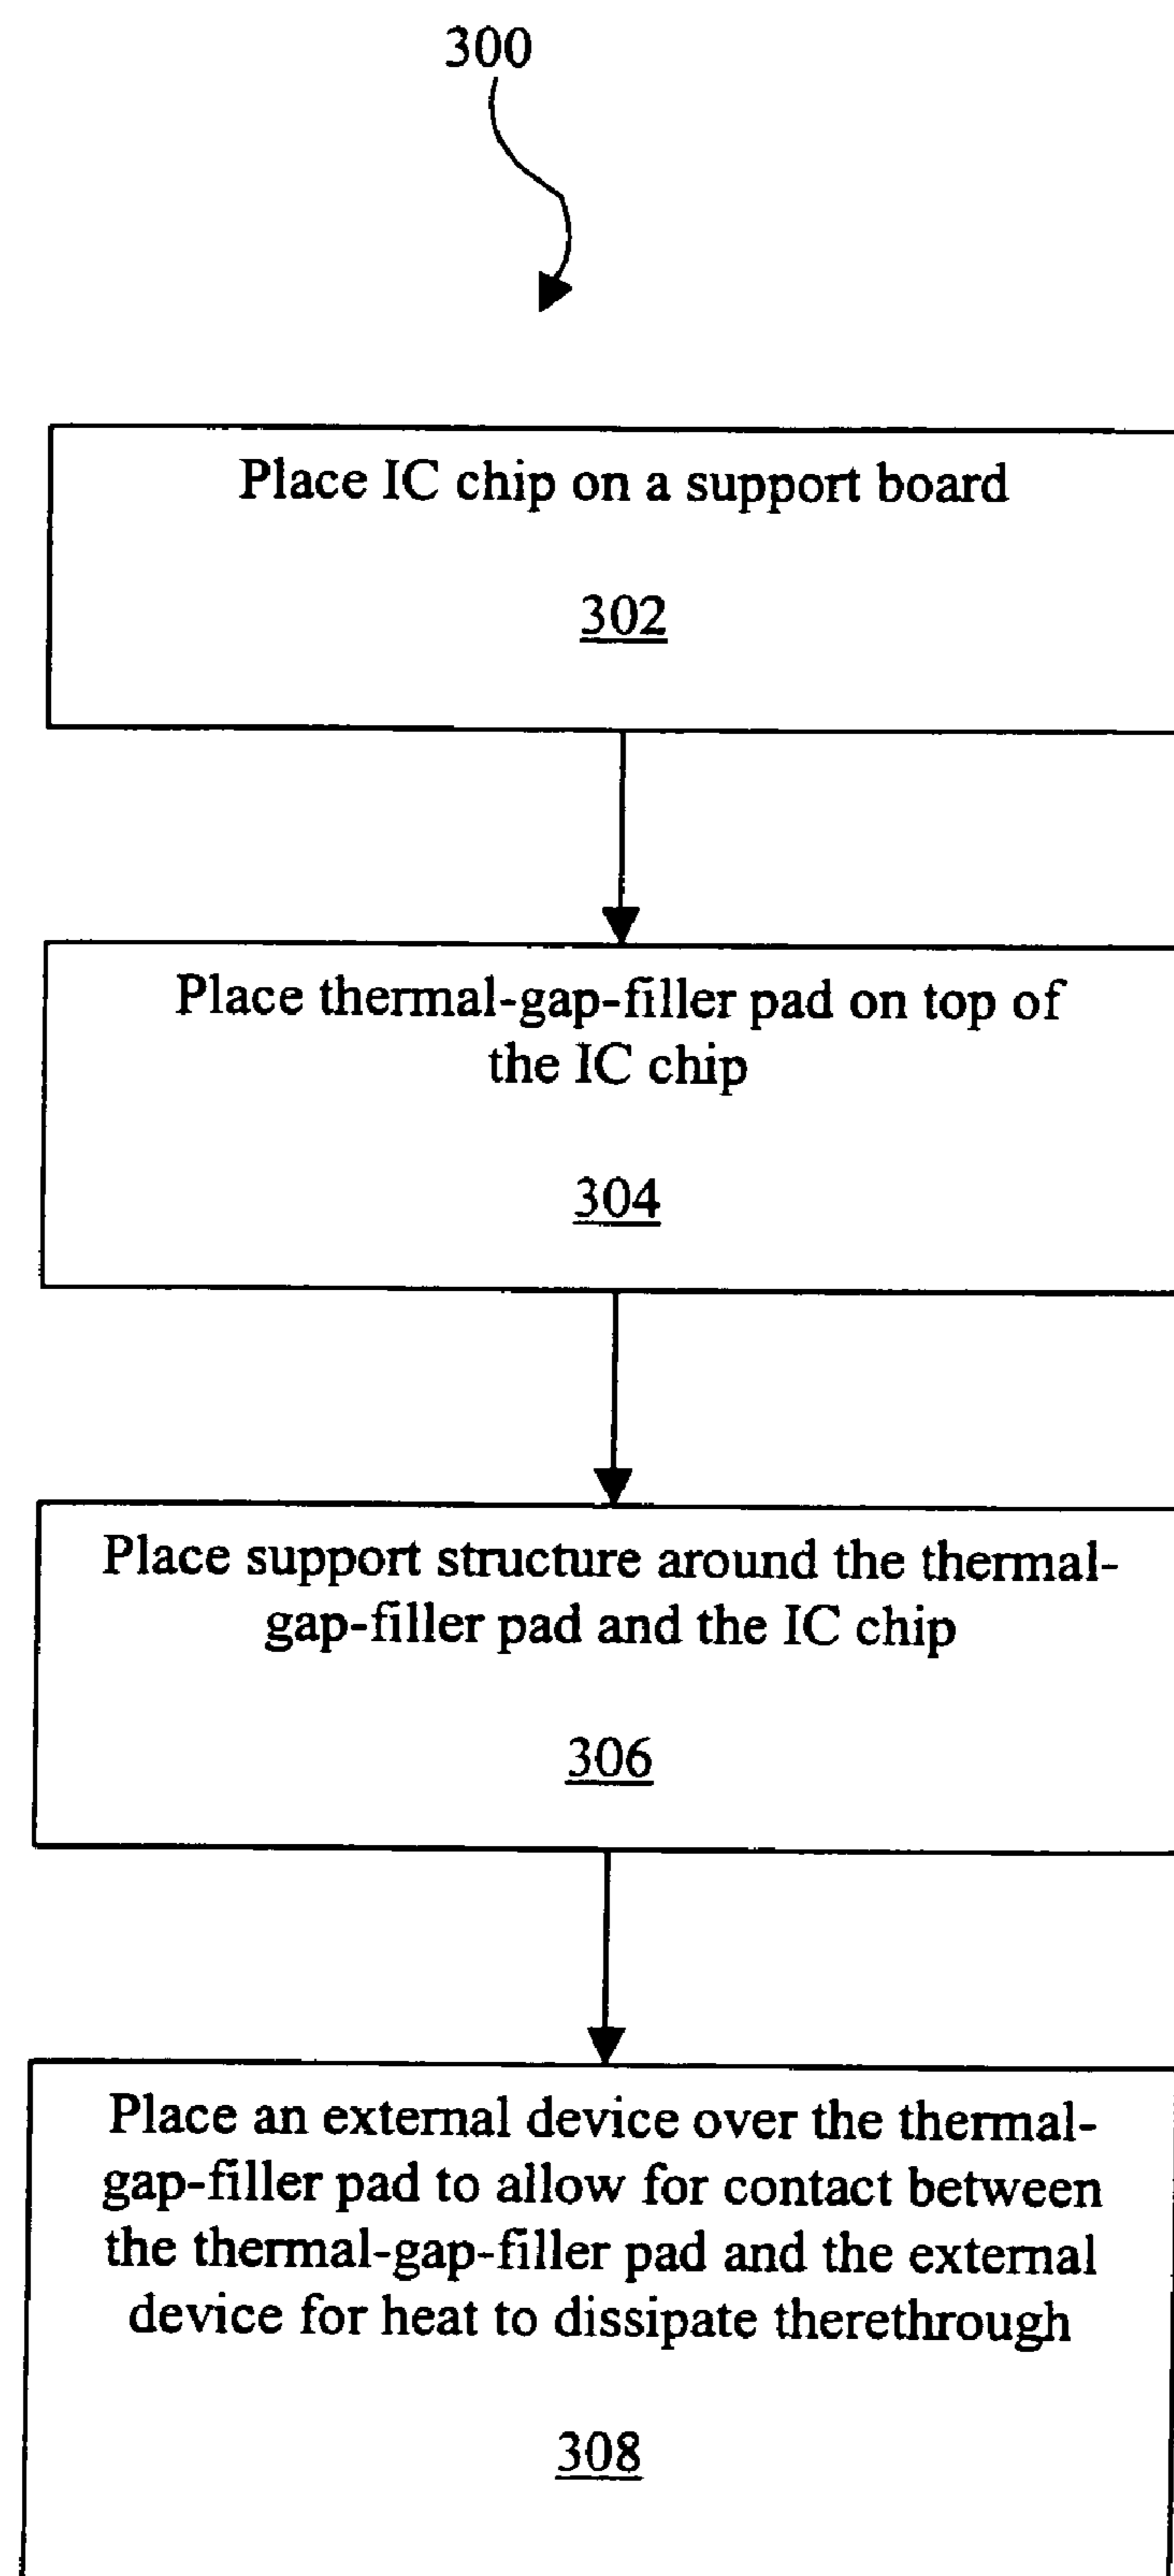 300
Place IC chip on a support board
302
Place thermal-gap-filler pad on top of
the IC chip
304
Place support structure around the thermal-
gap-filler pad and the IC chip
306
Place an external device over the thermal-
gap-filler pad to allow for contact between
the thermal-gap-filler pad and the external
device for heat to dissipate therethrough
308